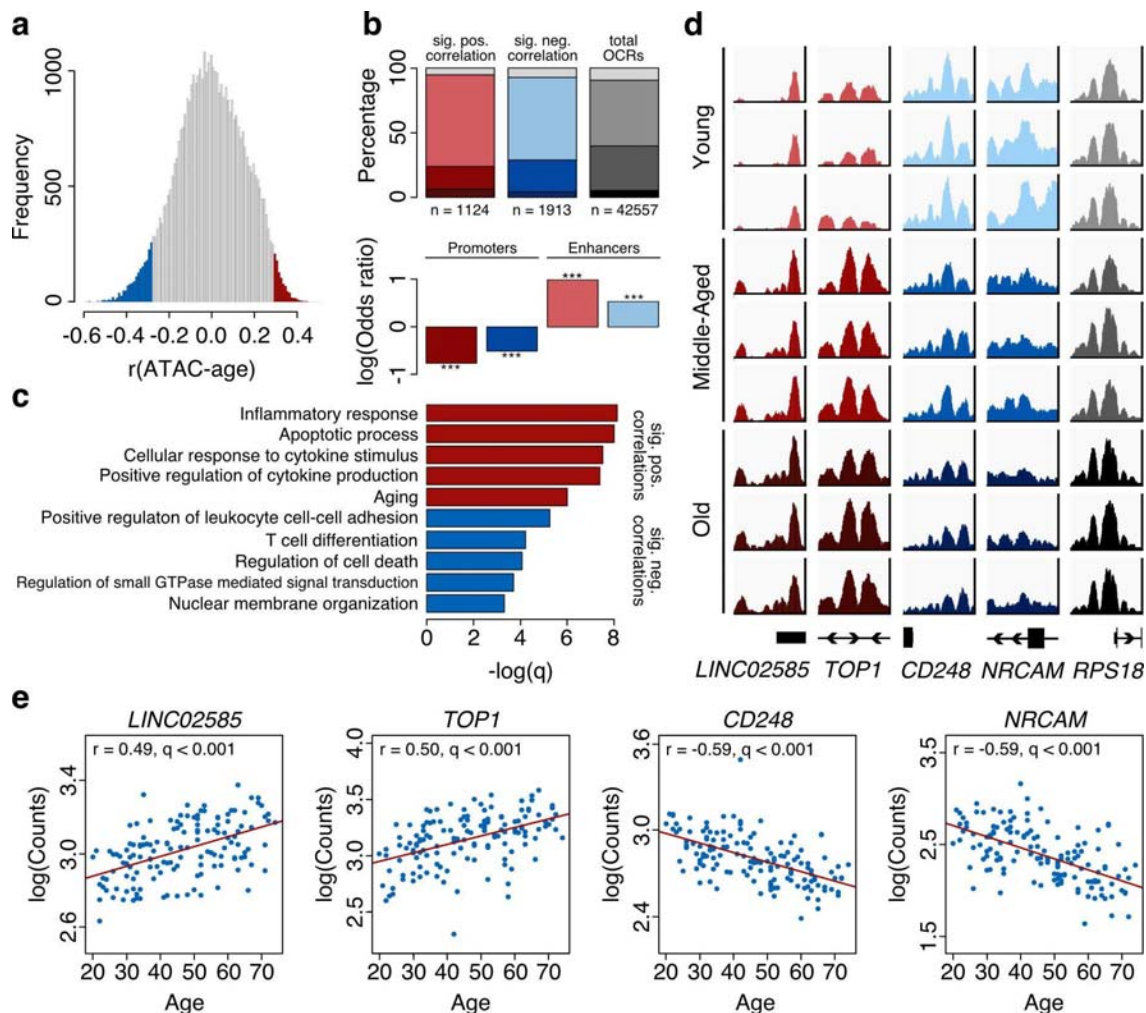 a
Frequency
1000
500
0
-0.6 -0.4 -0.2 0.0 0.2 0.4
r(ATAC-age)
b
sig. pos. correlation
sig. neg. correlation
total OCRs
Percentage
100
50
0
n = 1124
n = 1913
n = 42557
Promoters
Enhancers
log(Odds ratio)
1
0
-1
***
***
***
***
c
Inflammatory response
Apoptotic process
Cellular response to cytokine stimulus
Positive regulation of cytokine production
Aging
Positive regulaton of leukocyte cell-cell adhesion
T cell differentiation
Regulation of cell death
Regulation of small GTPase mediated signal transduction
Nuclear membrane organization
sig. pos. correlations
sig. neg. correlations
0 2 4 6 8
-log(q)
d
Young
Middle-Aged
Old
LINC02585 TOP1 CD248 NRCAM RPS18
e
LINC02585
r = 0.49, q < 0.001
log(Counts)
3.4
3.0
2.6
20 30 40 50 60 70
Age
TOP1
r = 0.50, q < 0.001
log(Counts)
4.0
3.5
3.0
2.5
20 30 40 50 60 70
Age
CD248
r = -0.59, q < 0.001
log(Counts)
3.6
3.0
2.4
20 30 40 50 60 70
Age
NRCAM
r = -0.59, q < 0.001
log(Counts)
3.5
2.5
1.5
20 30 40 50 60 70
Age